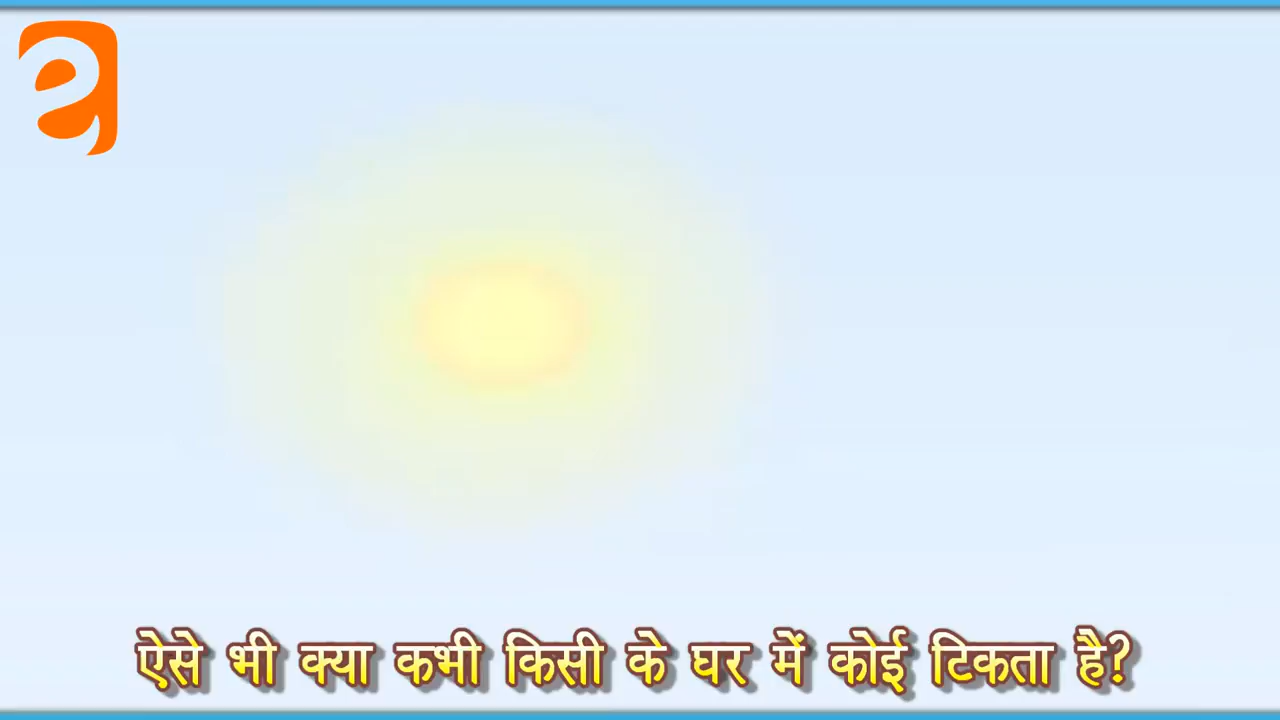 ऐसे भी क्या कभी किसी के घर में कोई टिकता है?